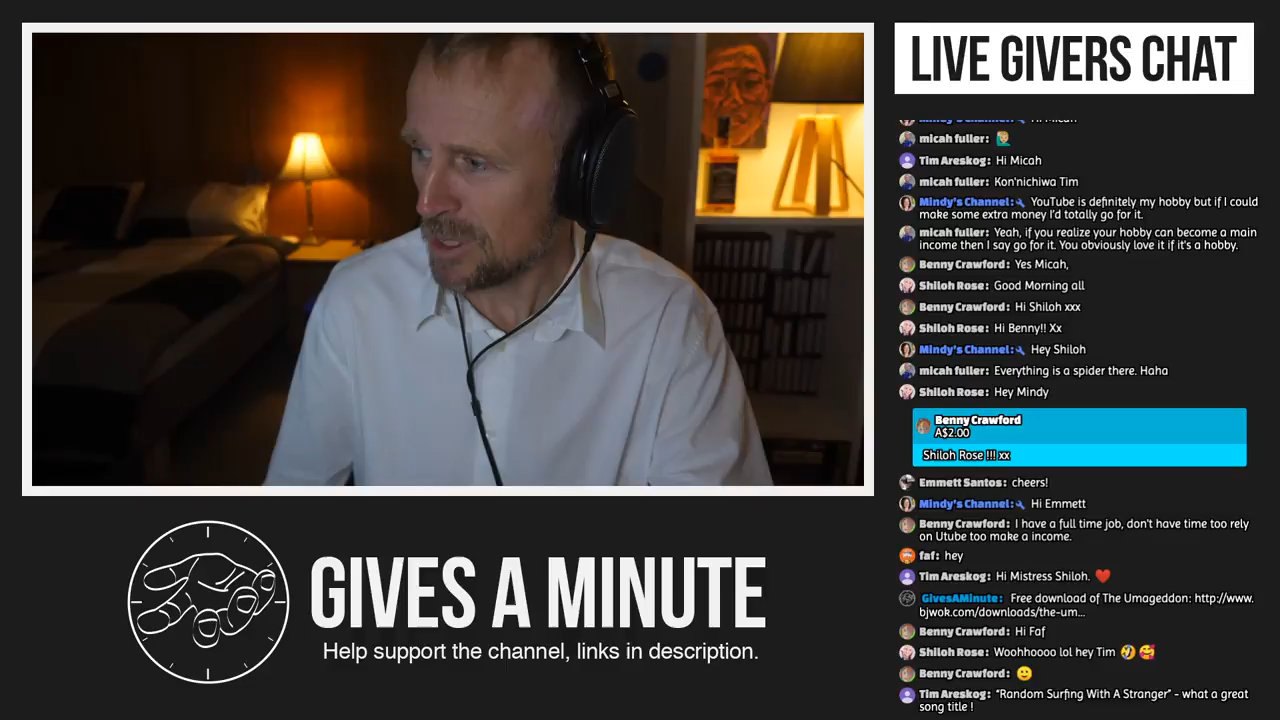 LIVE GIVERS CHAT
Mindy's Channel: Hi Micah
micah fuller: 🙋🏼‍♂️
Tim Areskog: Hi Micah
micah fuller: Kon'nichiwa Tim
Mindy's Channel: YouTube is definitely my hobby but if I could
make some extra money I'd totally go for it.
micah fuller: Yeah, if you realize your hobby can become a main
income then I say go for it. You obviously love it if it's a hobby.
Benny Crawford: Yes Micah,
Shiloh Rose: Good Morning all
Benny Crawford: Hi Shiloh xxx
Shiloh Rose: Hi Benny!! Xx
Mindy's Channel: Hey Shiloh
micah fuller: Everything is a spider there. Haha
Shiloh Rose: Hey Mindy
Benny Crawford
A$2.00
Shiloh Rose !!! xx
Emmett Santos: cheers!
Mindy's Channel: Hi Emmett
Benny Crawford: I have a full time job, don't have time too rely
on Utube too make a income.
faf: hey
Tim Areskog: Hi Mistress Shiloh. ❤️
GivesAMinute: Free download of The Umageddon: http://www.
bjwok.com/downloads/the-um...
Benny Crawford: Hi Faf
Shiloh Rose: Woohhoooo lol hey Tim 🤣🥰
Benny Crawford: 🙂
Tim Areskog: "Random Surfing With A Stranger" - what a great
song title !
GIVES A MINUTE
Help support the channel, links in description.